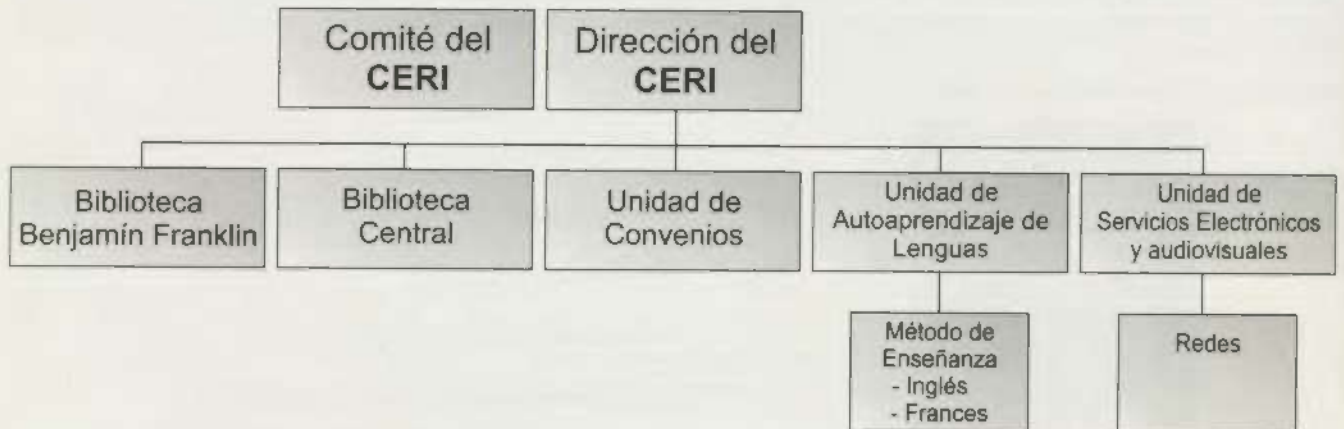 Comité del
CERI
Dirección del
CERI
Biblioteca
Benjamín Franklin
Biblioteca
Central
Unidad de
Convenios
Unidad de
Autoaprendizaje de
Lenguas
Unidad de
Servicios Electrónicos
y audiovisuales
Método de
Enseñanza
- Inglés
- Frances
Redes